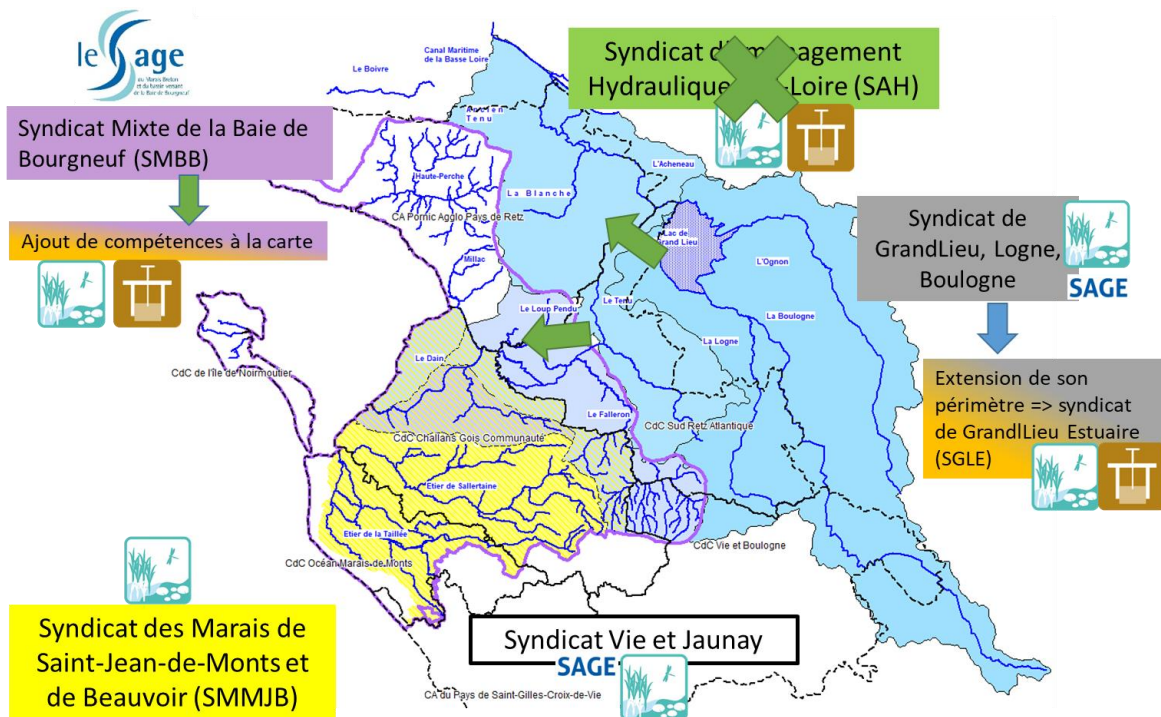 le Sage
du Marais Breton
et du bassin versant
de la Baie de Bourgneuf
Syndicat Mixte de la Baie de
Bourgneuf (SMBB)
Ajout de compétences à la carte
Syndicat des Marais de
Saint-Jean-de-Monts et
de Beauvoir (SMMJB)
Syndicat
Hydraulique
-Loire (SAH)
Syndicat de
GrandLieu, Logne,
Boulogne
SAGE
Extension de son
périmètre => syndicat
de GrandlLieu Estuaire
(SGLE)
Syndicat Vie et Jaunay
SAGE
Le Boivre
Canal Maritime
de la Basse Loire
Ancien
Tenu
L'Acheneau
Haute-Perche
La Blanche
CA Pornic Agglo Pays de Retz
Lac de
Grand Lieu
Millac
L'Ognon
Le Loup Pendu
Le Tenu
La Boulogne
La Logne
Le Dain
CdC de l'île de Noirmoutier
Le Falleron
CdC Sud Retz Atlantique
CdC Challans Gois Communauté
Etier de Sallertaine
Etier de la Taillée
CdC Vie et Boulogne
CdC Océan Marais de Monts
CA du Pays de Saint-Gilles-Croix-de-Vie